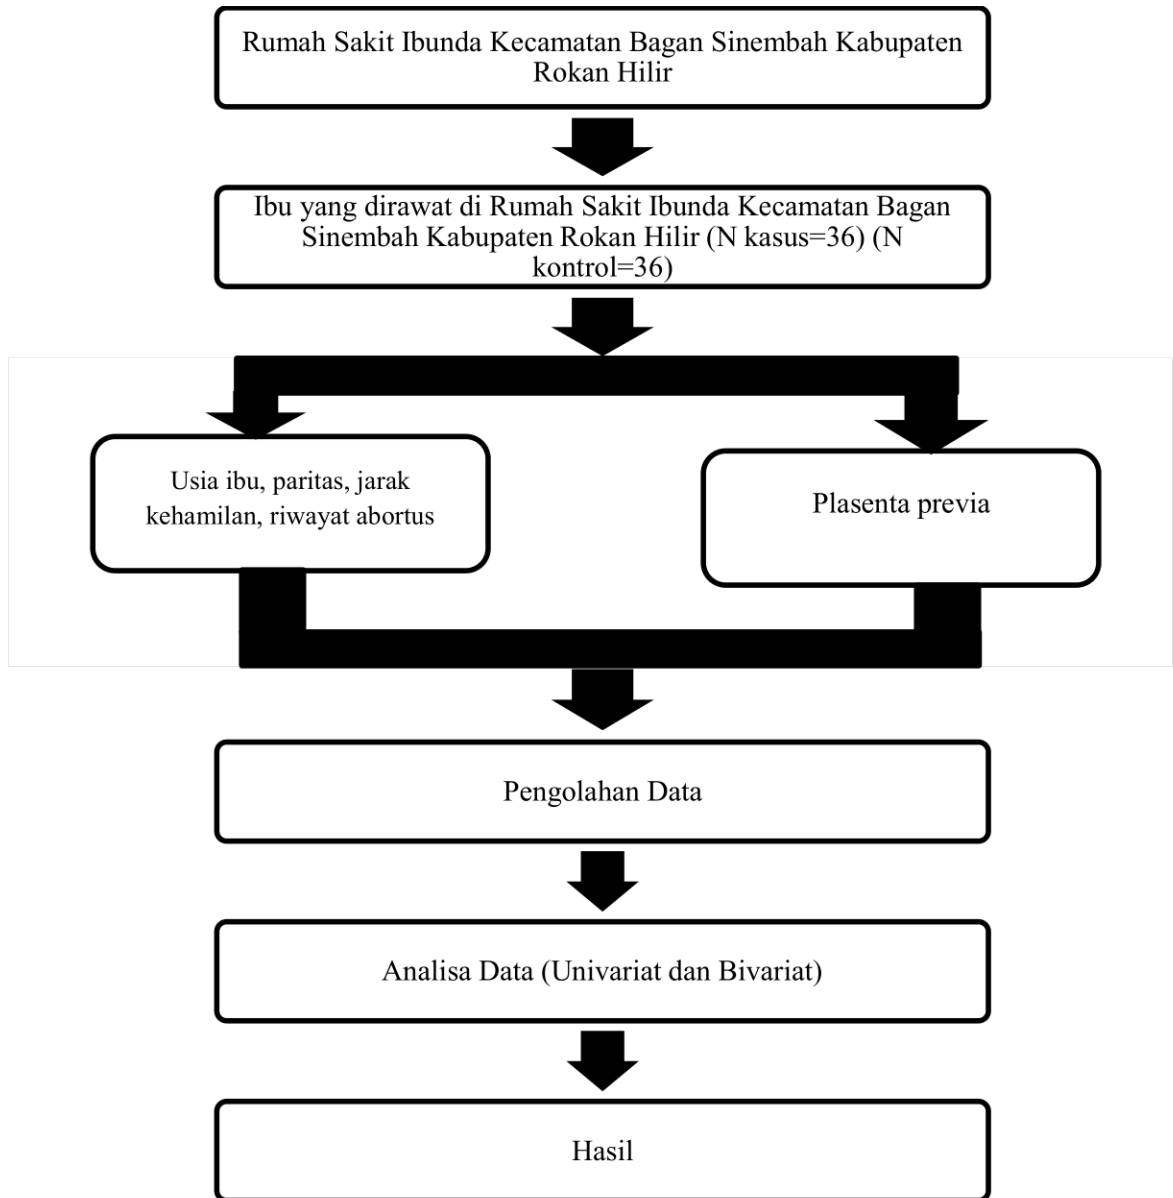 Rumah Sakit Ibunda Kecamatan Bagan Sinembah Kabupaten
Rokan Hilir
Ibu yang dirawat di Rumah Sakit Ibunda Kecamatan Bagan
Sinembah Kabupaten Rokan Hilir (N kasus=36) (N
kontrol=36)
Usia ibu, paritas, jarak
kehamilan, riwayat abortus
Plasenta previa
Pengolahan Data
Analisa Data (Univariat dan Bivariat)
Hasil